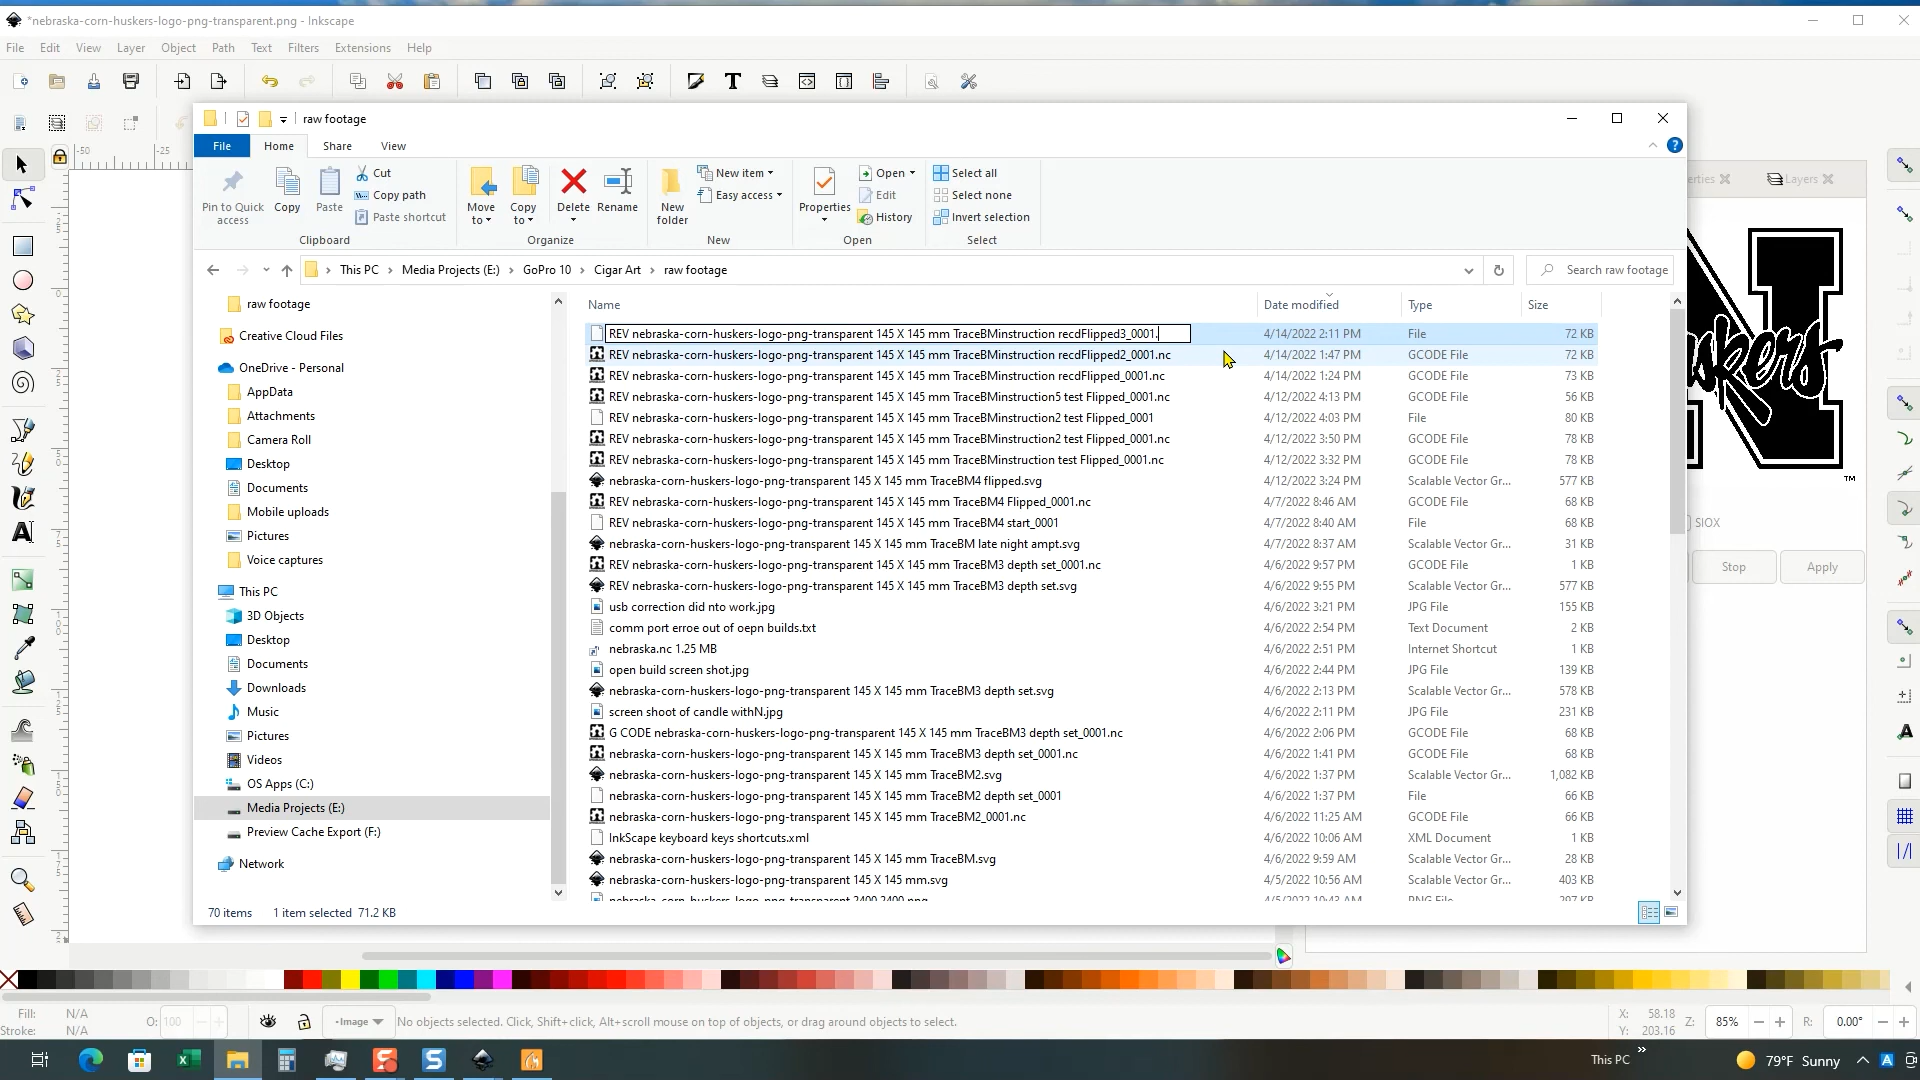 *nebraska-corn-huskers-logo-png-transparent.png - Inkscape
File Edit View Layer Object Path Text Filters Extensions Help
raw footage
File Home Share View
Pin to Quick access
Copy
Paste
Cut
Copy path
Paste shortcut
Clipboard
Move to
Copy to
Delete
Rename
Organize
New folder
New item
Easy access
New
Properties
Open
Edit
History
Open
Select all
Select none
Invert selection
Select
This PC > Media Projects (E:) > GoPro 10 > Cigar Art > raw footage
Search raw footage
raw footage
Creative Cloud Files
OneDrive - Personal
AppData
Attachments
Camera Roll
Desktop
Documents
Mobile uploads
Pictures
Voice captures
This PC
3D Objects
Desktop
Documents
Downloads
Music
Pictures
Videos
OS Apps (C:)
Media Projects (E:)
Preview Cache Export (F:)
Network
Name Date modified Type Size
REV nebraska-corn-huskers-logo-png-transparent 145 X 145 mm TraceBMinstruction recdFlipped3_0001. 4/14/2022 2:11 PM File 72 KB
REV nebraska-corn-huskers-logo-png-transparent 145 X 145 mm TraceBMinstruction recdFlipped2_0001.nc 4/14/2022 1:47 PM GCODE File 72 KB
REV nebraska-corn-huskers-logo-png-transparent 145 X 145 mm TraceBMinstruction recdFlipped_0001.nc 4/14/2022 1:24 PM GCODE File 73 KB
REV nebraska-corn-huskers-logo-png-transparent 145 X 145 mm TraceBMinstruction5 test Flipped_0001.nc 4/12/2022 4:13 PM GCODE File 56 KB
REV nebraska-corn-huskers-logo-png-transparent 145 X 145 mm TraceBMinstruction2 test Flipped_0001 4/12/2022 4:03 PM File 80 KB
REV nebraska-corn-huskers-logo-png-transparent 145 X 145 mm TraceBMinstruction2 test Flipped_0001.nc 4/12/2022 3:50 PM GCODE File 78 KB
REV nebraska-corn-huskers-logo-png-transparent 145 X 145 mm TraceBMinstruction test Flipped_0001.nc 4/12/2022 3:32 PM GCODE File 78 KB
nebraska-corn-huskers-logo-png-transparent 145 X 145 mm TraceBM4 flipped.svg 4/12/2022 3:24 PM Scalable Vector Gr... 577 KB
REV nebraska-corn-huskers-logo-png-transparent 145 X 145 mm TraceBM4 Flipped_0001.nc 4/7/2022 8:46 AM GCODE File 68 KB
REV nebraska-corn-huskers-logo-png-transparent 145 X 145 mm TraceBM4 start_0001 4/7/2022 8:40 AM File 68 KB
nebraska-corn-huskers-logo-png-transparent 145 X 145 mm TraceBM late night ampt.svg 4/7/2022 8:37 AM Scalable Vector Gr... 31 KB
REV nebraska-corn-huskers-logo-png-transparent 145 X 145 mm TraceBM3 depth set_0001.nc 4/6/2022 9:57 PM GCODE File 1 KB
REV nebraska-corn-huskers-logo-png-transparent 145 X 145 mm TraceBM3 depth set.svg 4/6/2022 9:55 PM Scalable Vector Gr... 577 KB
usb correction did nto work.jpg 4/6/2022 3:21 PM JPG File 155 KB
comm port erroe out of oepn builds.txt 4/6/2022 2:54 PM Text Document 2 KB
nebraska.nc 1.25 MB 4/6/2022 2:51 PM Internet Shortcut 1 KB
open build screen shot.jpg 4/6/2022 2:44 PM JPG File 139 KB
nebraska-corn-huskers-logo-png-transparent 145 X 145 mm TraceBM3 depth set.svg 4/6/2022 2:13 PM Scalable Vector Gr... 578 KB
screen shoot of candle withN.jpg 4/6/2022 2:11 PM JPG File 231 KB
G CODE nebraska-corn-huskers-logo-png-transparent 145 X 145 mm TraceBM3 depth set_0001.nc 4/6/2022 2:06 PM GCODE File 68 KB
nebraska-corn-huskers-logo-png-transparent 145 X 145 mm TraceBM3 depth set_0001.nc 4/6/2022 1:41 PM GCODE File 68 KB
nebraska-corn-huskers-logo-png-transparent 145 X 145 mm TraceBM2.svg 4/6/2022 1:37 PM Scalable Vector Gr... 1,082 KB
nebraska-corn-huskers-logo-png-transparent 145 X 145 mm TraceBM2 depth set_0001 4/6/2022 1:37 PM File 66 KB
nebraska-corn-huskers-logo-png-transparent 145 X 145 mm TraceBM2_0001.nc 4/6/2022 11:25 AM GCODE File 66 KB
InkScape keyboard keys shortcuts.xml 4/6/2022 10:06 AM XML Document 1 KB
nebraska-corn-huskers-logo-png-transparent 145 X 145 mm TraceBM.svg 4/6/2022 9:59 AM Scalable Vector Gr... 28 KB
nebraska-corn-huskers-logo-png-transparent 145 X 145 mm.svg 4/5/2022 10:56 AM Scalable Vector Gr... 403 KB
70 items 1 item selected 71.2 KB
-50 -25
Layers
skers
N
TM
SIOX
Stop Apply
Fill: N/A
Stroke: N/A
O: 100
-Image
No objects selected. Click, Shift+click, Alt+scroll mouse on top of objects, or drag around objects to select.
X: 58.18
Y: 203.16
Z: 85%
R: 0.00°
This PC
79°F Sunny